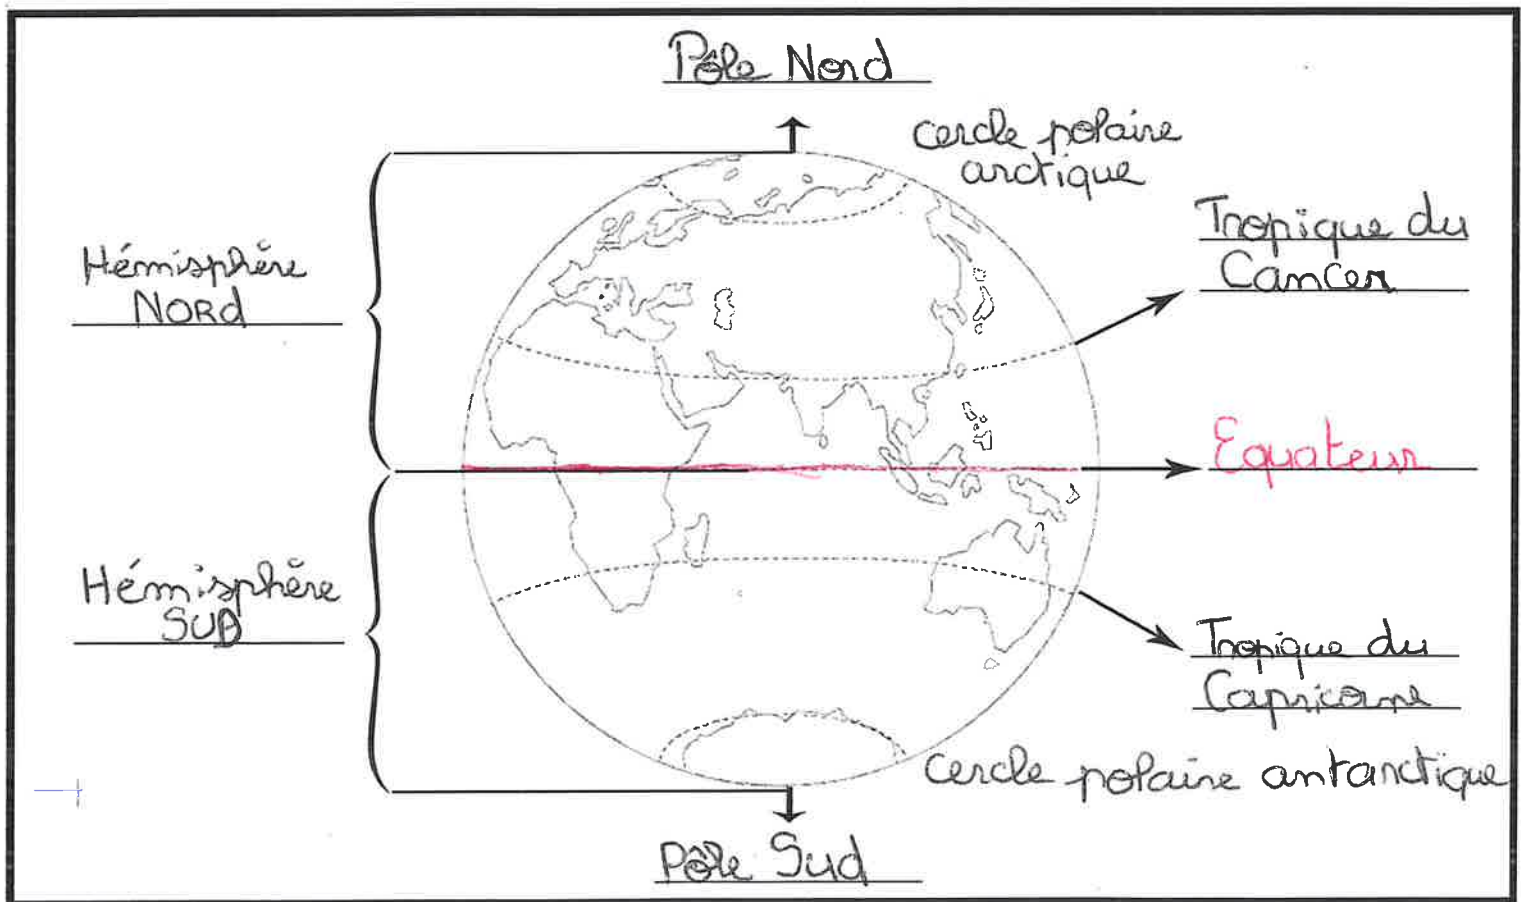 Pôle Nord
cercle polaire
arctique
Tropique du
Cancer
Hémisphère
NORd
Equateur
Hémisphère
SUD
Tropique du
Capricorne
cercle polaire antarctique
Pôle Sud